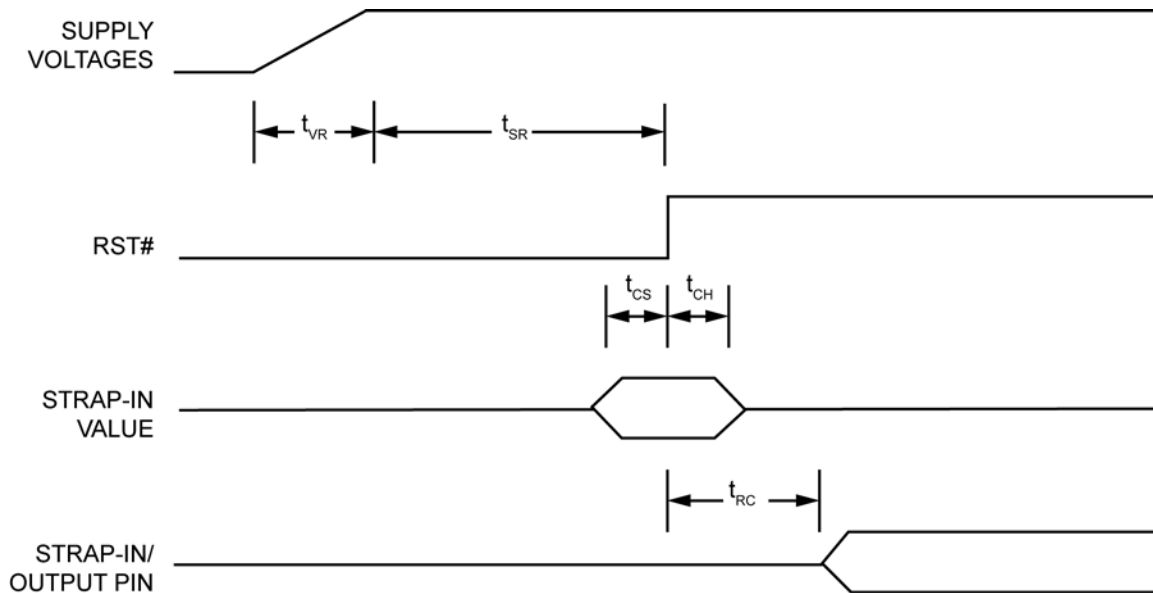 SUPPLY
VOLTAGES
tVR
tSR
RST#
tCS
tCH
STRAP-IN
VALUE
tRC
STRAP-IN/
OUTPUT PIN